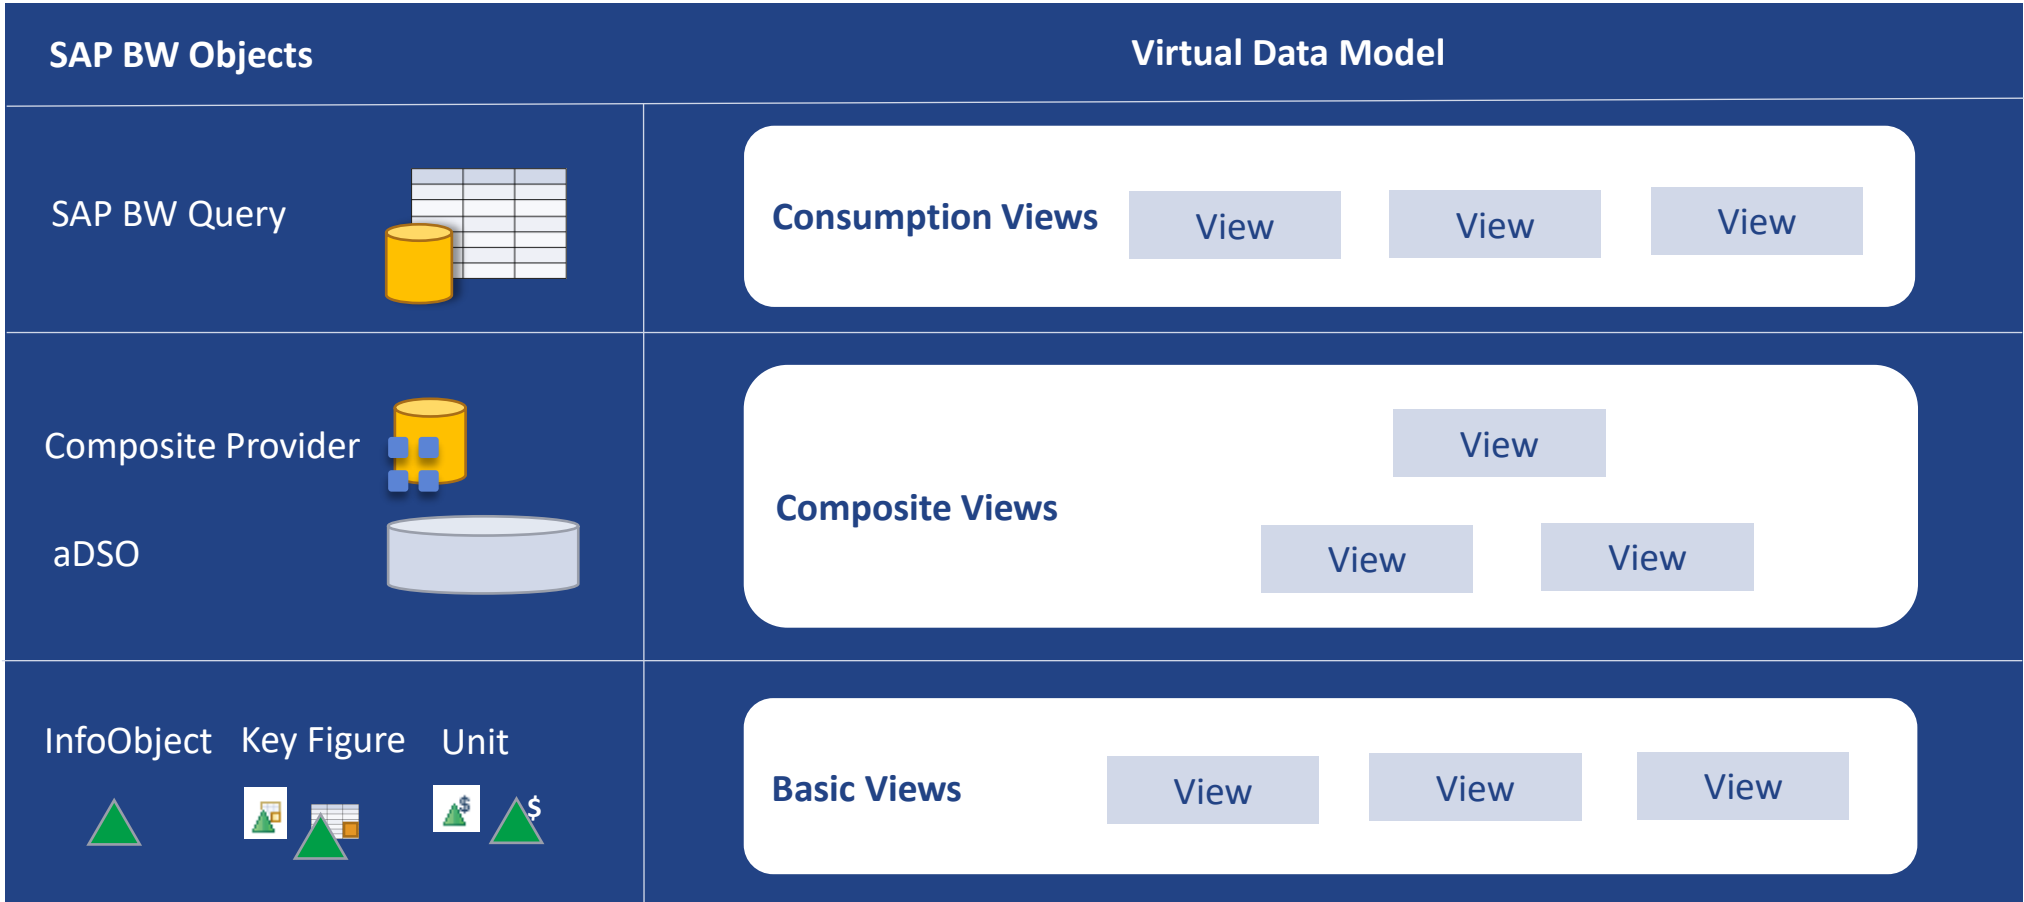 SAP BW Objects
Virtual Data Model
SAP BW Query
Consumption Views
View
View
View
Composite Provider
aDSO
Composite Views
View
View
View
InfoObject
Key Figure
Unit
$
$
Basic Views
View
View
View